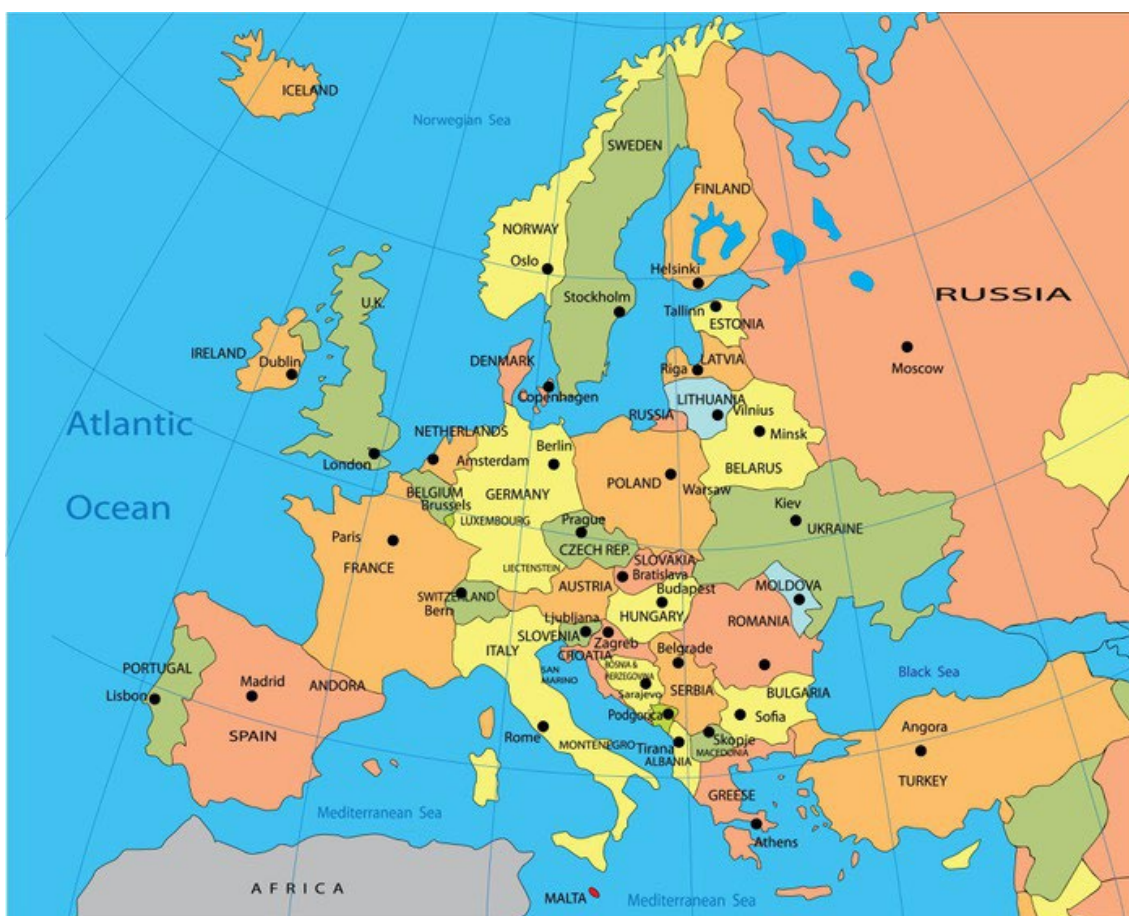 ICELAND
Norwegian Sea
SWEDEN
FINLAND
NORWAY
Oslo
Helsinki
Stockholm
Tallinn
ESTONIA
RUSSIA
U.K.
IRELAND
Dublin
DENMARK
Riga
LATVIA
Moscow
Copenhagen
LITHUANIA
Vilnius
RUSSIA
Minsk
Atlantic
Ocean
NETHERLANDS
London
Amsterdam
Berlin
BELARUS
BELGIUM
Brussels
GERMANY
POLAND
Warsaw
LUXEMBOURG
Prague
Kiev
UKRAINE
Paris
FRANCE
CZECH REP.
SLOVAKIA
LIECTENSTEIN
Bratislava
AUSTRIA
Budapest
MOLDOVA
SWITZERLAND
Bern
HUNGARY
ROMANIA
Ljubljana
SLOVENIA
Zagreb
ITALY
CROATIA
Belgrade
SAN
MARINO
BOSNIA &
HERZEGOVINA
Sarajevo
SERBIA
PORTUGAL
Lisbon
Madrid
ANDORA
SPAIN
Black Sea
BULGARIA
Sofia
Podgorica
Rome
MONTENEGRO
Tirana
ALBANIA
Skopje
MACEDONIA
Angora
TURKEY
GREESE
Athens
Mediterranean Sea
AFRICA
MALTA
Mediterranean Sea